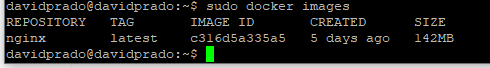 davidprado@davidprado:~$ sudo docker images
REPOSITORY   TAG       IMAGE ID       CREATED      SIZE
nginx        latest    c316d5a335a5   5 days ago   142MB
davidprado@davidprado:~$